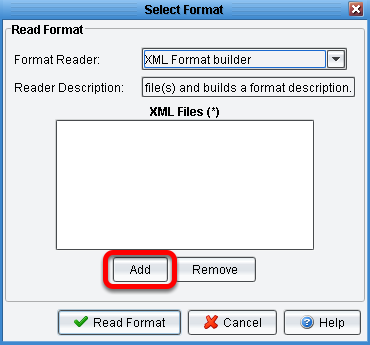 Select Format
Read Format
Format Reader: XML Format builder
Reader Description: file(s) and builds a format description.
XML Files (*)
Add Remove
Read Format Cancel Help